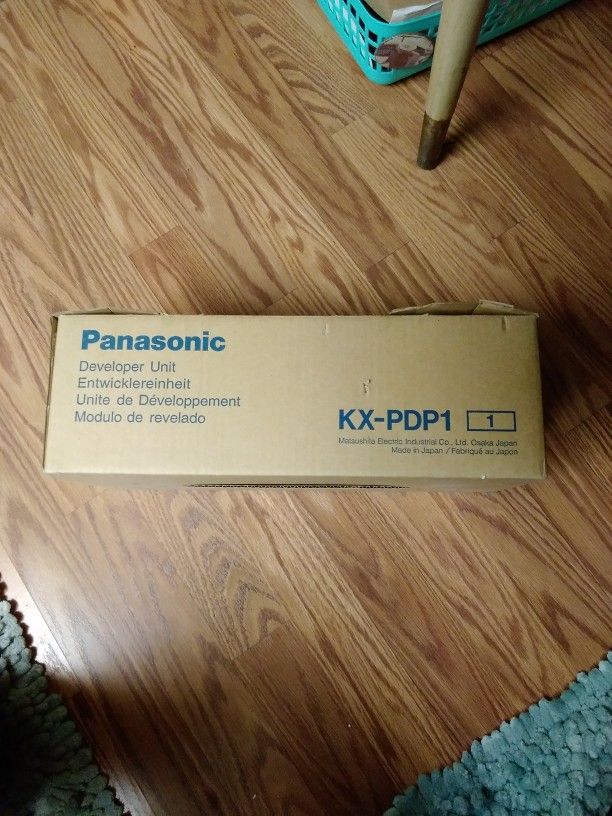 Panasonic
Developer Unit
Entwicklereinheit
Unite de Développement
Modulo de revelado
KX-PDP1 1
Matsushita Electric Industrial Co., Ltd. Osaka Japan
Made in Japan / Fabriqué au Japon